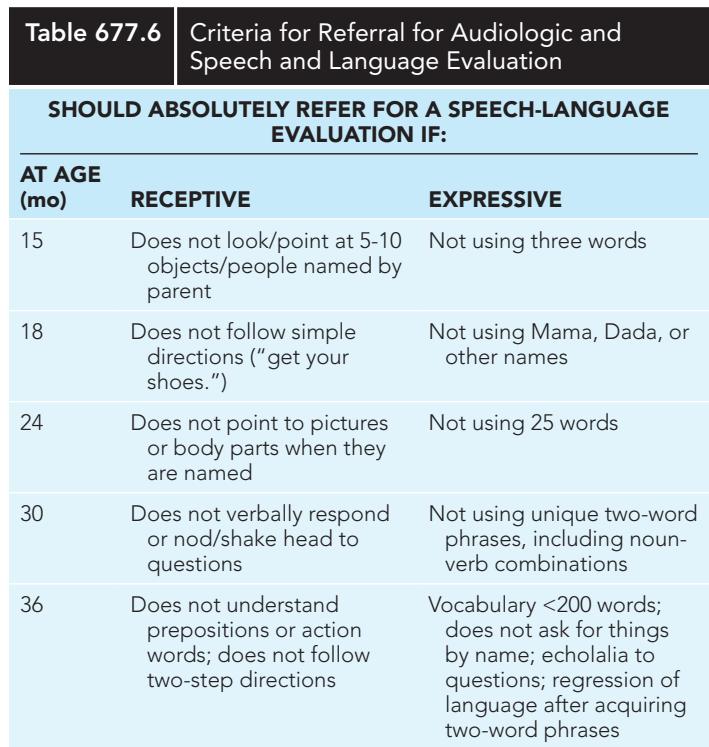 Table 677.6 Criteria for Referral for Audiologic and
Speech and Language Evaluation
SHOULD ABSOLUTELY REFER FOR A SPEECH-LANGUAGE
EVALUATION IF:
AT AGE
(mo) RECEPTIVE EXPRESSIVE
15 Does not look/point at 5-10 Not using three words
objects/people named by
parent
18 Does not follow simple Not using Mama, Dada, or
directions (“get your other names
shoes.”)
24 Does not point to pictures Not using 25 words
or body parts when they
are named
30 Does not verbally respond Not using unique two-word
or nod/shake head to phrases, including noun-
questions verb combinations
36 Does not understand Vocabulary <200 words;
prepositions or action does not ask for things
words; does not follow by name; echolalia to
two-step directions questions; regression of
language after acquiring
two-word phrases